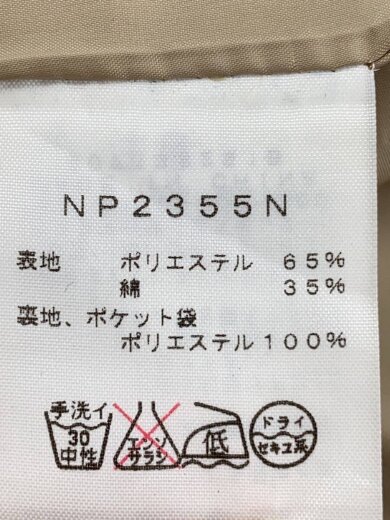 NP2355N
表地 ポリエステル 65%
綿 35%
裏地、ポケット袋
ポリエステル100%
手洗イ
30
中性
エンソ
サラシ
低
ドライ
セキユ系